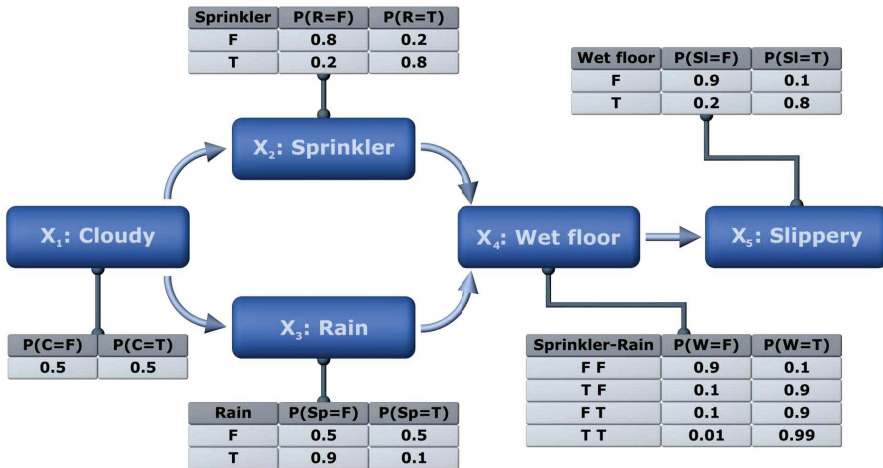 Sprinkler P(R=F) P(R=T)
F 0.8 0.2
T 0.2 0.8
Wet floor P(Sl=F) P(Sl=T)
F 0.9 0.1
T 0.2 0.8
X₂: Sprinkler
X₁: Cloudy
X₄: Wet floor
X₅: Slippery
X₃: Rain
P(C=F) P(C=T)
0.5 0.5
Sprinkler-Rain P(W=F) P(W=T)
F F 0.9 0.1
T F 0.1 0.9
F T 0.1 0.9
T T 0.01 0.99
Rain P(Sp=F) P(Sp=T)
F 0.5 0.5
T 0.9 0.1